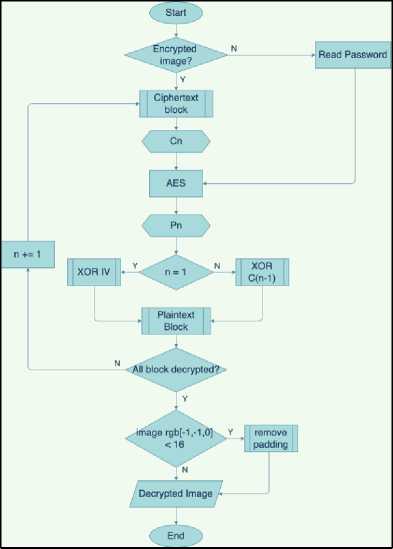 Start
Encrypted
image?
N
Read Password
Y
Ciphertext
block
Cn
AES
Pn
n += 1
XOR IV
Y
n = 1
N
XOR
C(n-1)
Plaintext
Block
N
All block decrypted?
Y
image rgb[-1,-1,0]
< 16
Y
remove
padding
N
Decrypted Image
End